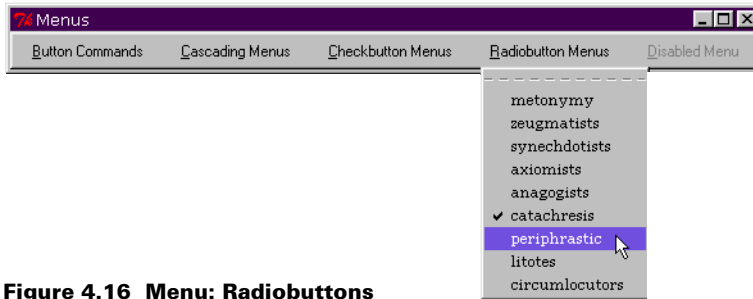 Menus
Button Commands Cascading Menus Checkbutton Menus Radiobutton Menus Disabled Menu
metonymy
zeugmatists
synechdotists
axiomists
anagogists
catachresis
periphrastic
litotes
circumlocutors
Figure 4.16 Menu: Radiobuttons